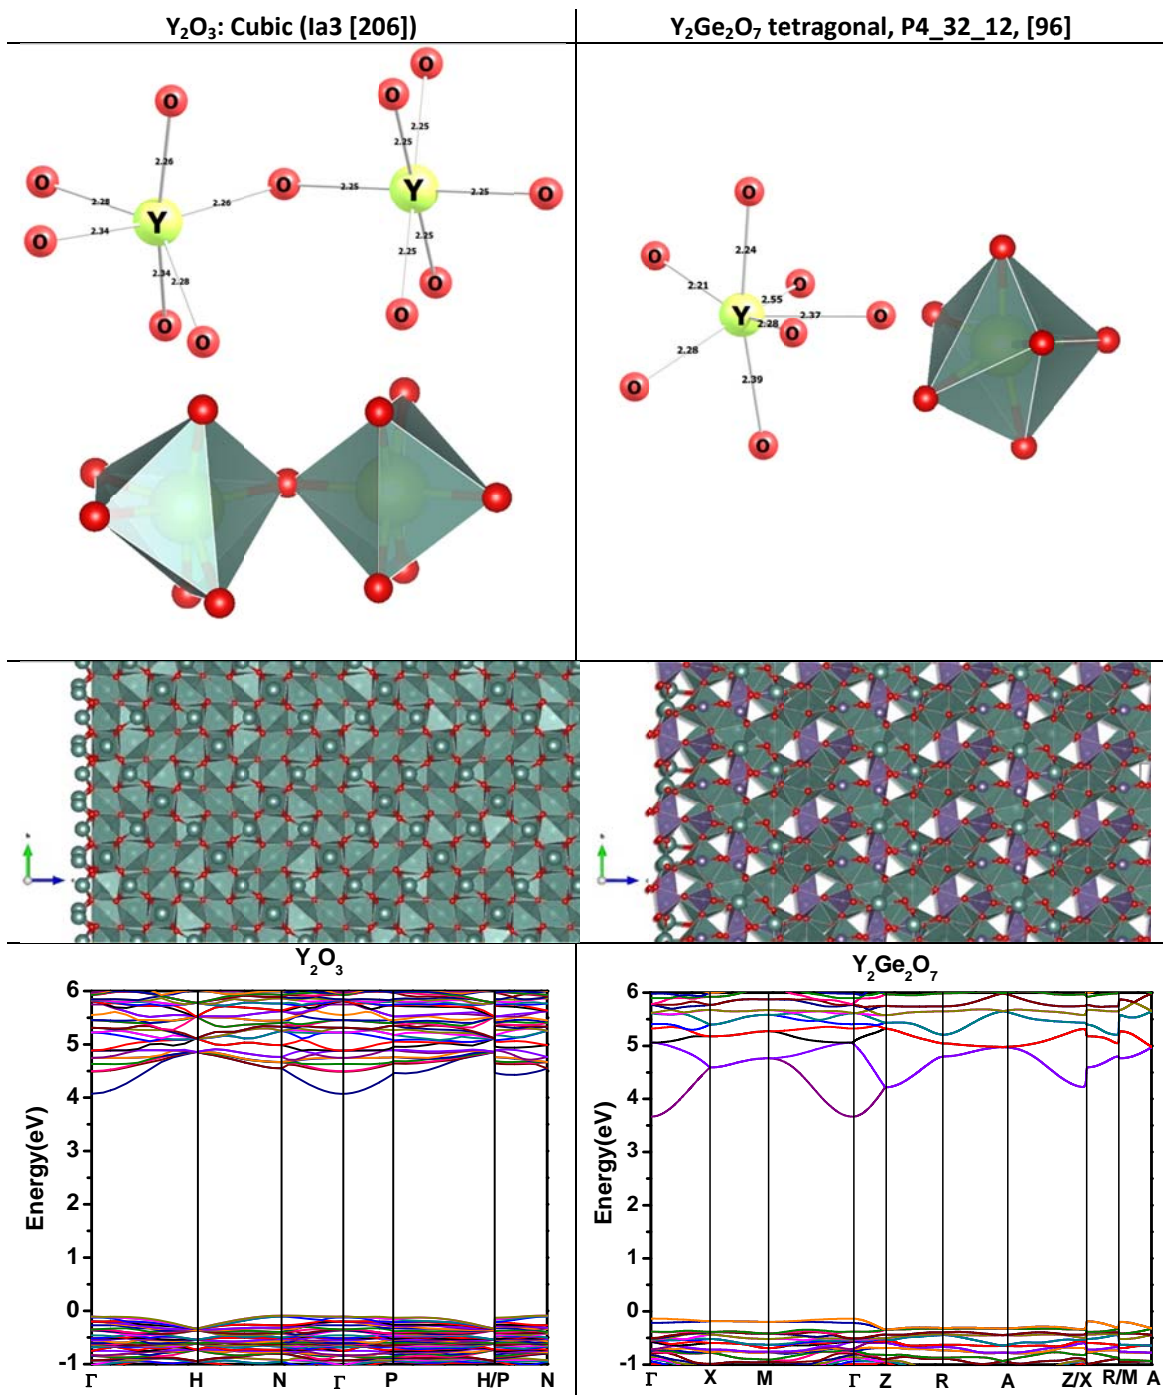 Y₂O₃: Cubic (Ia3 [206])
Y₂Ge₂O₇ tetragonal, P4_32_12, [96]
O
O
O
2.25
2.25
O
2.26
O
2.28
Y
2.26
O
2.25
Y
2.25
O
O
2.34
2.25
2.25
2.34
2.28
O
O
O
O
O
2.24
O
2.21
2.55
O
Y
2.37
O
2.28
O
2.28
O
2.39
O
Y₂O₃
Energy(eV)
6
5
4
3
2
1
0
-1
Γ H N Γ P H/P N
Y₂Ge₂O₇
Energy(eV)
6
5
4
3
2
1
0
-1
Γ X M Γ Z R A Z/X R/M A